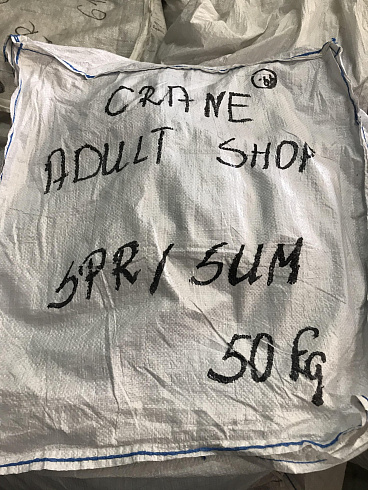 CRANE
ADULT SHOP
SPR/SUM
50 kg